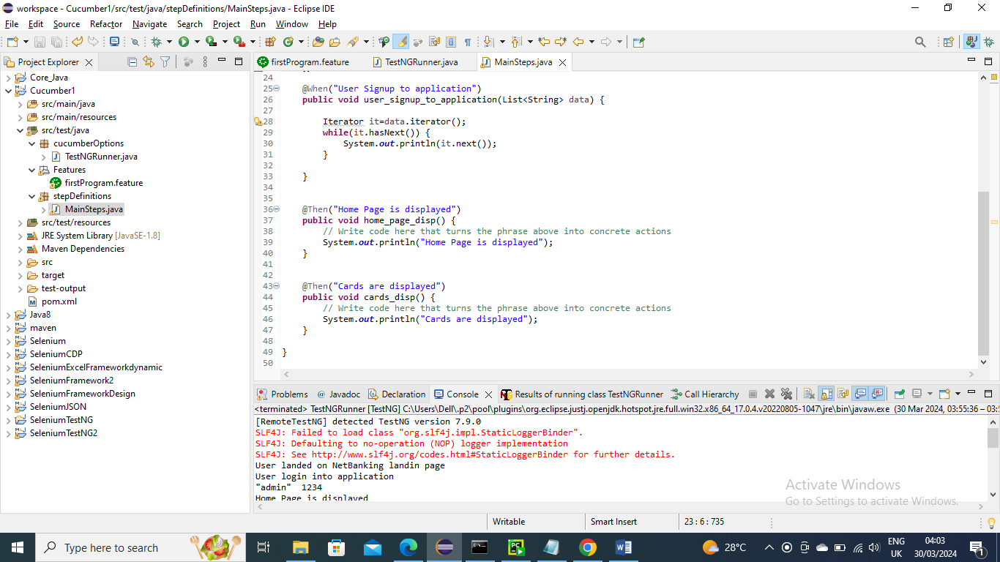 workspace - Cucumber1/src/test/java/stepDefinitions/MainSteps.java - Eclipse IDE
File Edit Source Refactor Navigate Search Project Run Window Help
Project Explorer
Core_Java
Cucumber1
src/main/java
src/main/resources
src/test/java
cucumberOptions
TestNGRunner.java
Features
firstProgram.feature
stepDefinitions
MainSteps.java
src/test/resources
JRE System Library [JavaSE-1.8]
Maven Dependencies
src
target
test-output
pom.xml
Java8
maven
Selenium
SeleniumCDP
SeleniumExcelFrameworkdynamic
SeleniumFramework2
SeleniumFrameworkDesign
SeleniumJSON
SeleniumTestNG
SeleniumTestNG2
firstProgram.feature TestNGRunner.java MainSteps.java
24
25 @When("User Signup to application")
26 public void user_signup_to_application(List<String> data) {
27
28 Iterator it=data.iterator();
29 while(it.hasNext()) {
30 System.out.println(it.next());
31 }
32
33 }
34
35
36 @Then("Home Page is displayed")
37 public void home_page_disp() {
38 // Write code here that turns the phrase above into concrete actions
39 System.out.println("Home Page is displayed");
40 }
41
42
43 @Then("Cards are displayed")
44 public void cards_disp() {
45 // Write code here that turns the phrase above into concrete actions
46 System.out.println("Cards are displayed");
47 }
48
49 }
50
Problems Javadoc Declaration Console Results of running class TestNGRunner Call Hierarchy
<terminated> TestNGRunner [TestNG] C:\Users\Dell\.p2\pool\plugins\org.eclipse.justj.openjdk.hotspot.jre.full.win32.x86_64_17.0.4.v20220805-1047\jre\bin\javaw.exe (30 Mar 2024, 03:55:36 – 03:5
[RemoteTestNG] detected TestNG version 7.9.0
SLF4J: Failed to load class "org.slf4j.impl.StaticLoggerBinder".
SLF4J: Defaulting to no-operation (NOP) logger implementation
SLF4J: See http://www.slf4j.org/codes.html#StaticLoggerBinder for further details.
User landed on NetBanking landin page
User login into application
"admin" 1234
Home Page is displayed
Activate Windows
Go to Settings to activate Windows.
Writable Smart Insert 23 : 6 : 735
Type here to search
28°C
ENG
UK
04:03
30/03/2024
1